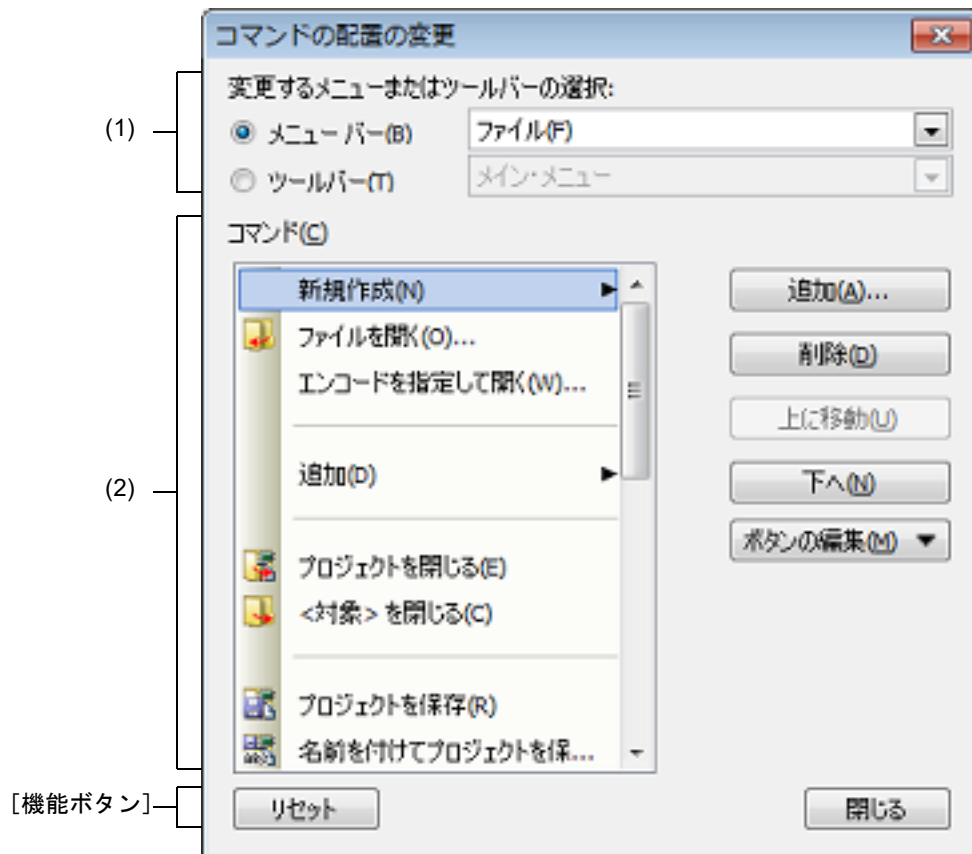 コマンドの配置の変更
変更するメニューまたはツールバーの選択:
(1)
メニュー バー(B)
ファイル(F)
ツールバー(T)
メイン・メニュー
コマンド(C)
新規作成(N)
追加(A)...
ファイルを開く(O)...
削除(D)
エンコードを指定して開く(W)...
上に移動(U)
追加(D)
下へ(N)
(2)
ボタンの編集(M)
プロジェクトを閉じる(E)
<対象> を閉じる(C)
プロジェクトを保存(R)
名前を付けてプロジェクトを保...
[機能ボタン]
リセット
閉じる